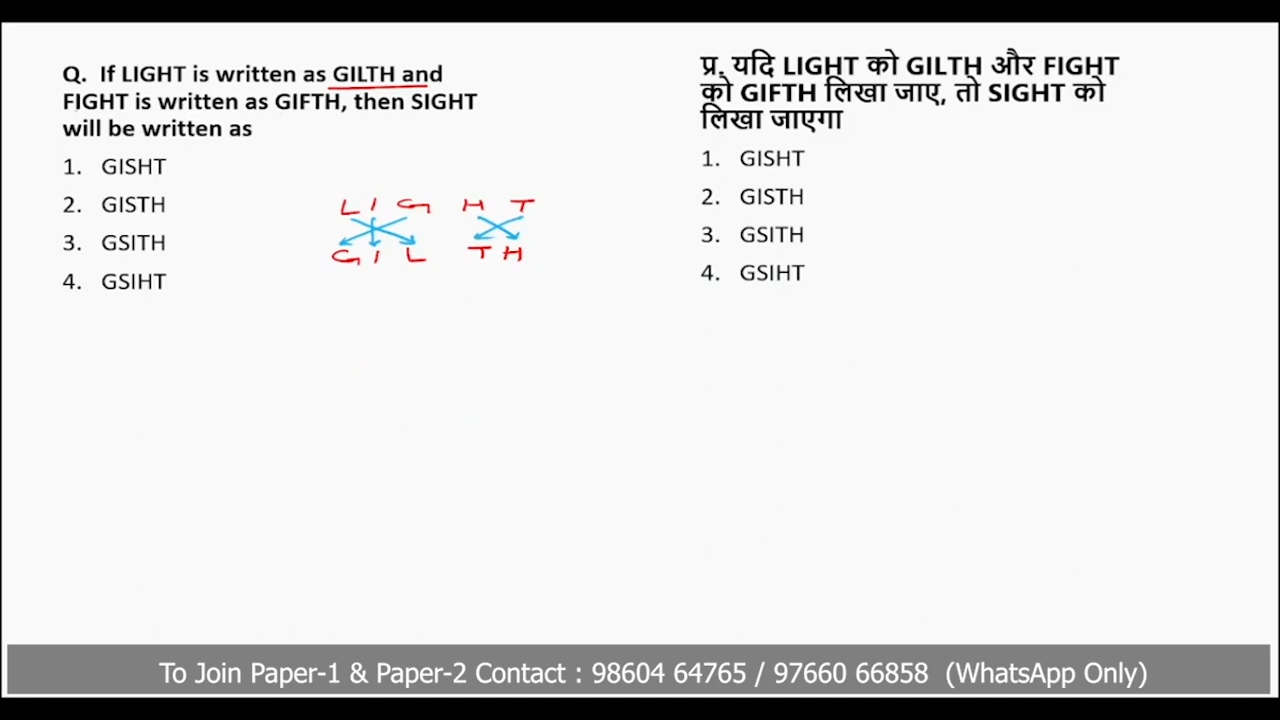 Q. If LIGHT is written as GILTH and
FIGHT is written as GIFTH, then SIGHT
will be written as
1. GISHT
2. GISTH
3. GSITH
4. GSIHT
L I G H T
G I L T H
प्र. यदि LIGHT को GILTH और FIGHT
को GIFTH लिखा जाए, तो SIGHT को
लिखा जाएगा
1. GISHT
2. GISTH
3. GSITH
4. GSIHT
To Join Paper-1 & Paper-2 Contact : 98604 64765 / 97660 66858 (WhatsApp Only)